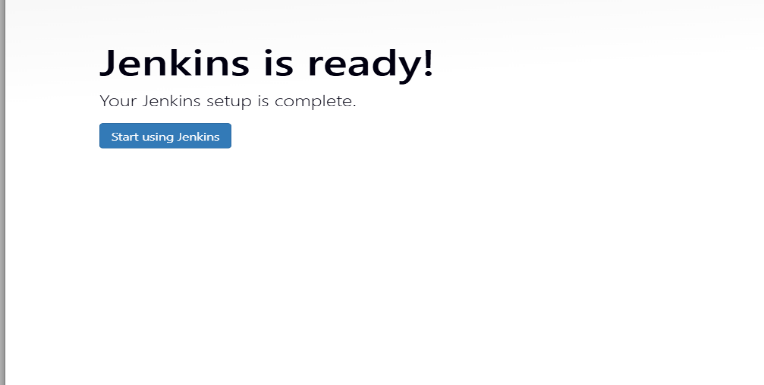 Jenkins is ready!
Your Jenkins setup is complete.
Start using Jenkins